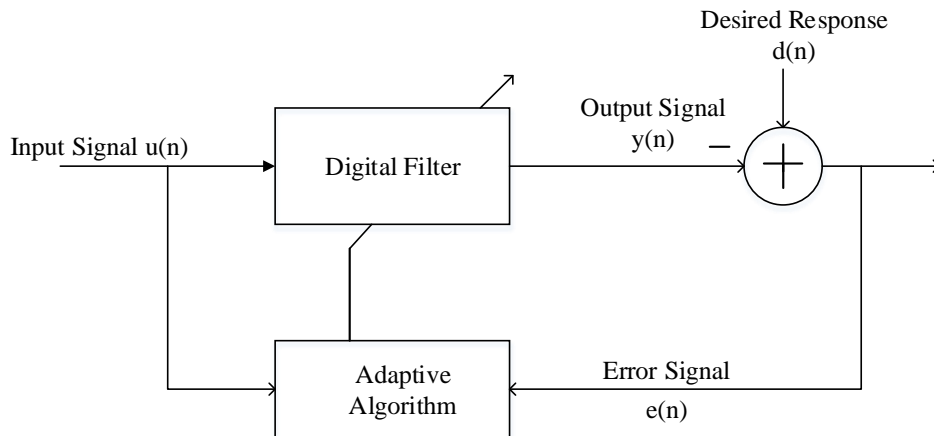 Desired Response
d(n)
Output Signal
y(n)
−
Input Signal u(n)
Digital Filter
+
Adaptive
Algorithm
Error Signal
e(n)